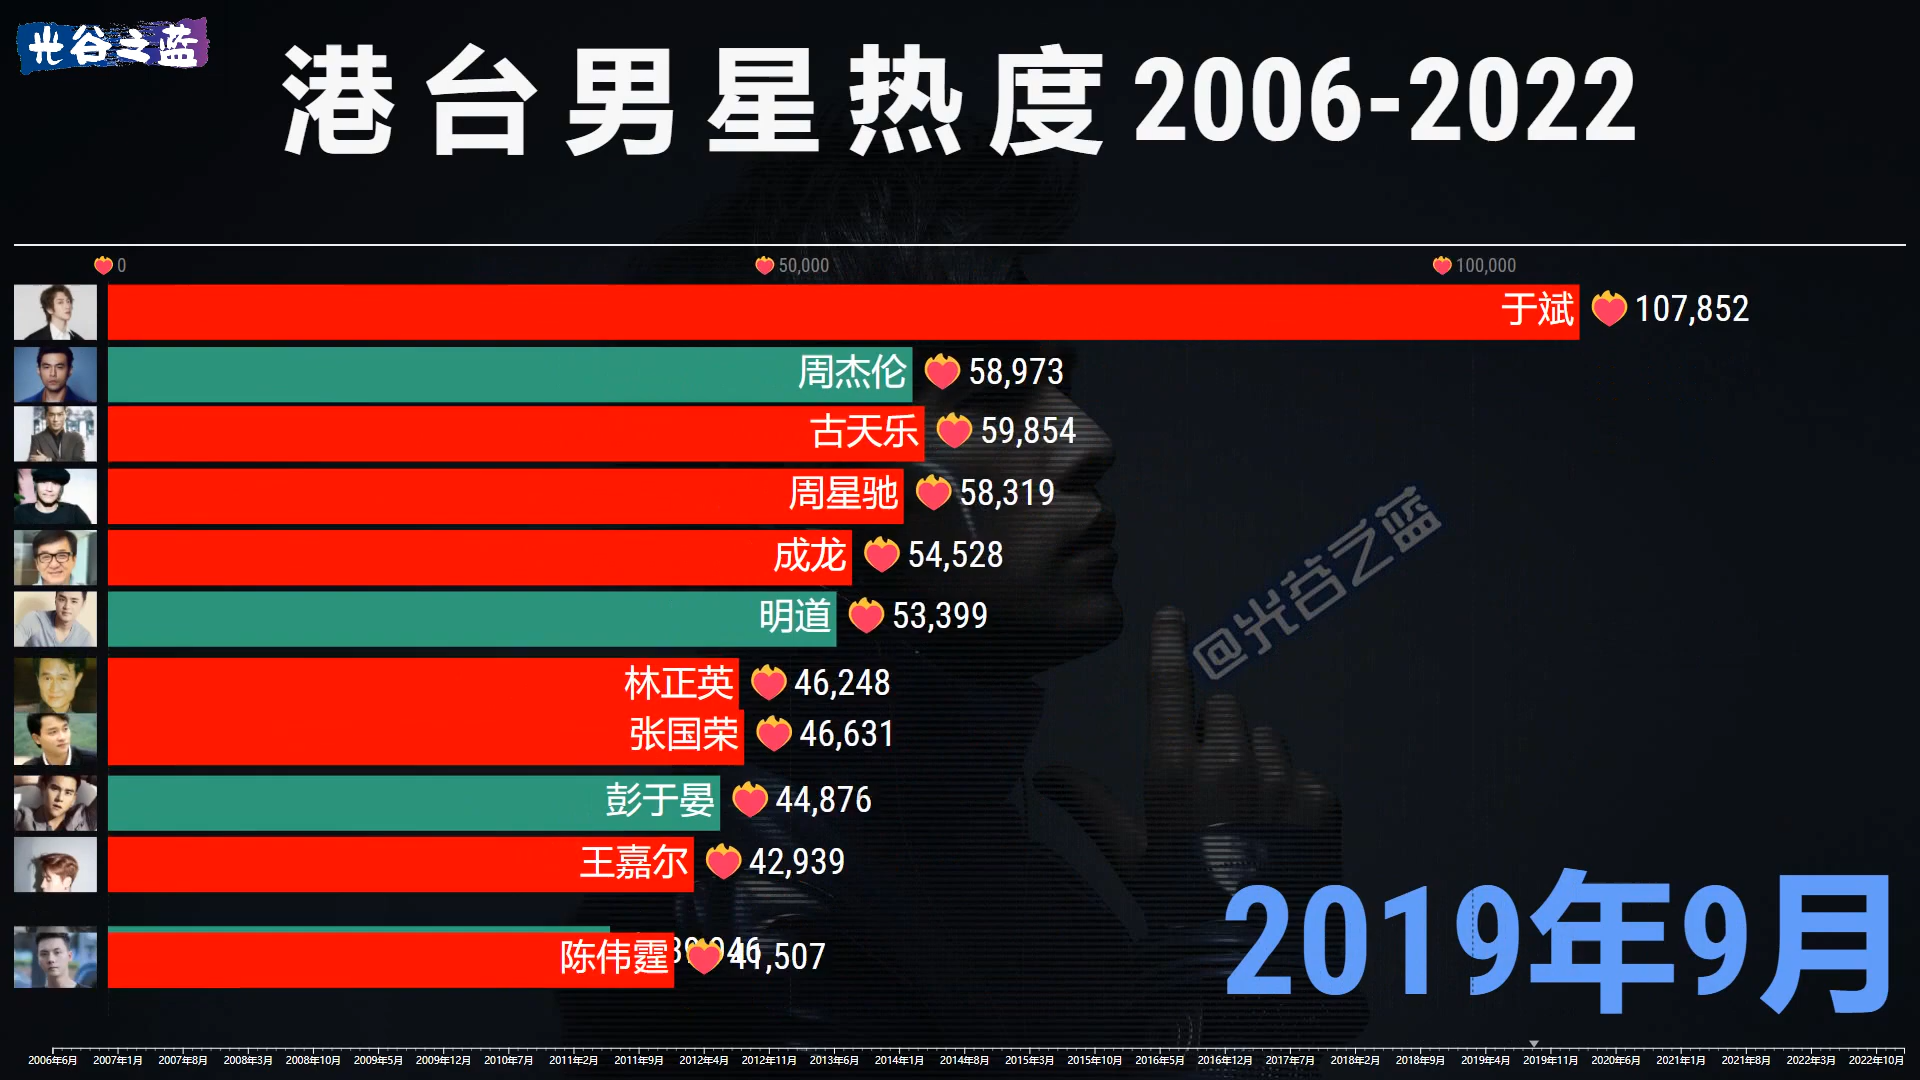 光谷之蓝
港台男星热度2006-2022
0 50,000 100,000
于斌 107,852
周杰伦 58,973
古天乐 59,854
周星驰 58,319
成龙 54,528
明道 53,399
林正英 46,248
张国荣 46,631
彭于晏 44,876
王嘉尔 42,939
陈伟霆 41,507
@光谷之蓝
2019年9月
2006年6月 2007年1月 2007年8月 2008年3月 2008年10月 2009年5月 2009年12月 2010年7月 2011年2月 2011年9月 2012年4月 2012年11月 2013年6月 2014年1月 2014年8月 2015年3月 2015年10月 2016年5月 2016年12月 2017年7月 2018年2月 2018年9月 2019年4月 2019年11月 2020年6月 2021年1月 2021年8月 2022年3月 2022年10月